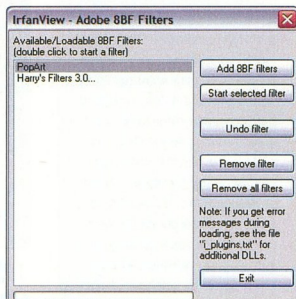 IrfanView - Adobe 8BF Filters
Available/Loadable 8BF Filters:
(double click to start a filter)
PopArt
Harry's Filters 3.0...
Add 8BF filters
Start selected filter
Undo filter
Remove filter
Remove all filters
Note: If you get error
messages during
loading, see the file
"i_plugins.txt" for
additional DLLs.
Exit